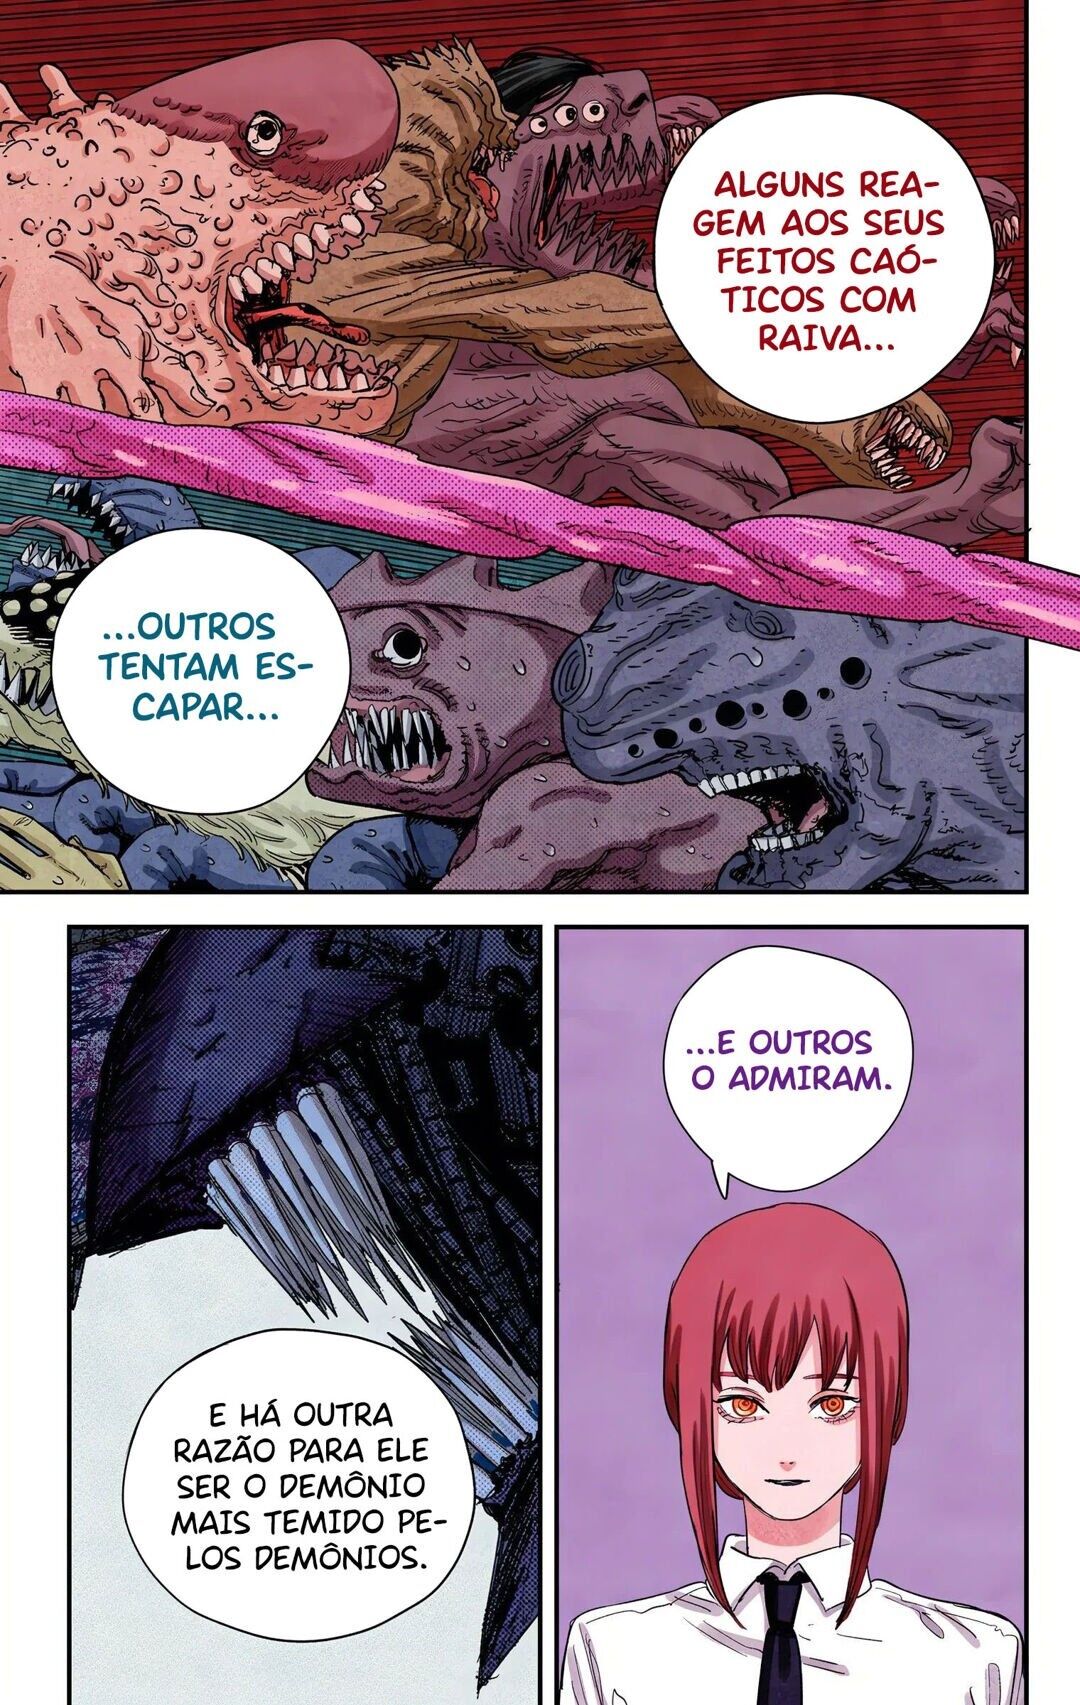 ALGUNS REA-
GEM AOS SEUS
FEITOS CAÓ-
TICOS COM
RAIVA...
...OUTROS
TENTAM ES-
CAPAR...
...E OUTROS
O ADMIRAM.
E HÁ OUTRA
RAZÃO PARA ELE
SER O DEMÔNIO
MAIS TEMIDO PE-
LOS DEMÔNIOS.